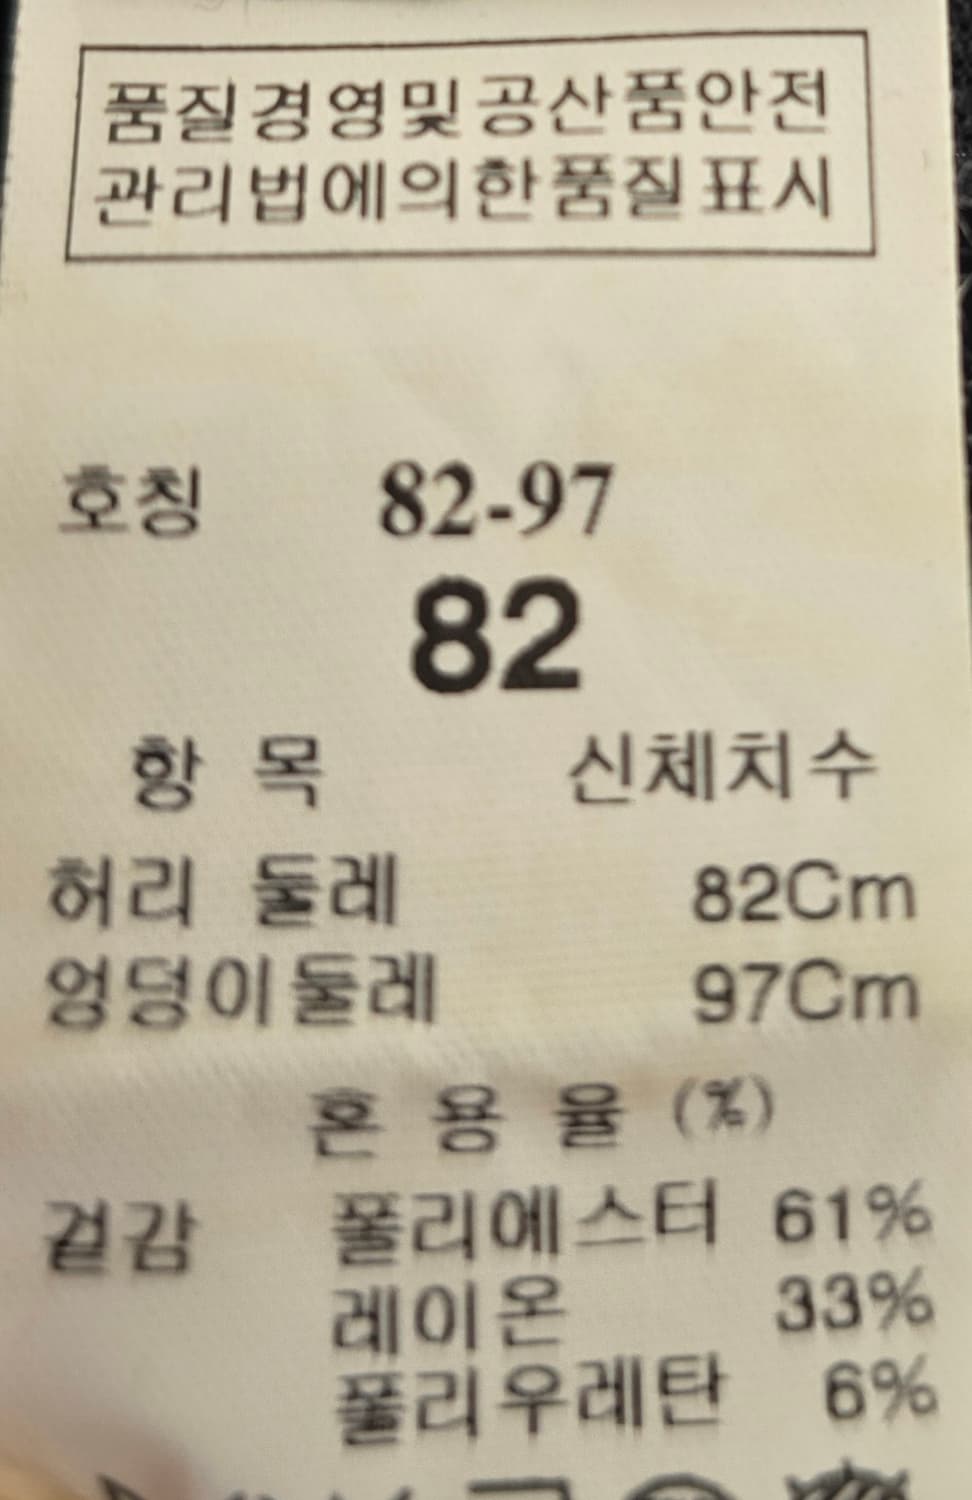 품질경영및공산품안전
관리법에의한품질표시
호칭 82-97
82
항 목 신체치수
허리 둘레 82Cm
엉덩이둘레 97Cm
혼 용 율 (%)
겉감 폴리에스터 61%
레이온 33%
폴리우레탄 6%